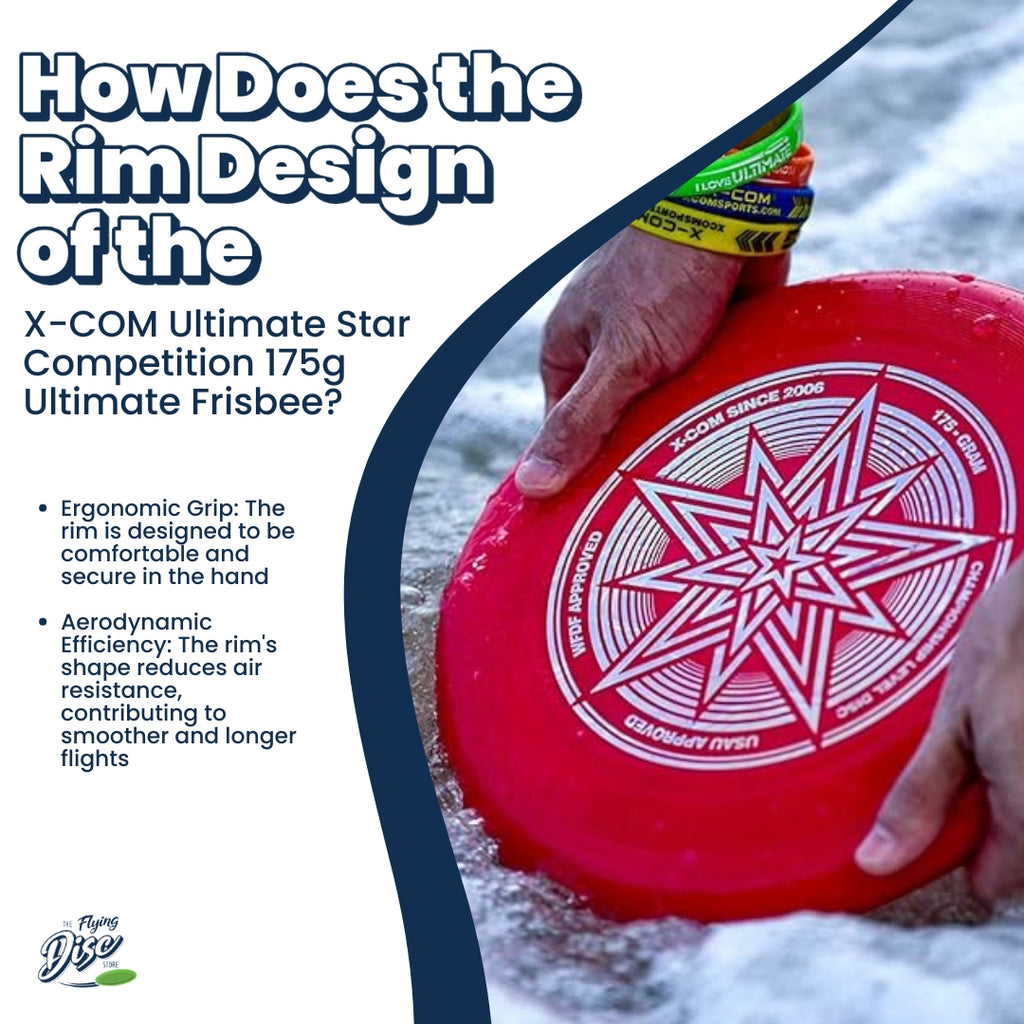 How Does the
Rim Design
of the
X-COM Ultimate Star
Competition 175g
Ultimate Frisbee?
• Ergonomic Grip: The
rim is designed to be
comfortable and
secure in the hand
• Aerodynamic
Efficiency: The rim's
shape reduces air
resistance,
contributing to
smoother and longer
flights
THE Flying
Disc
STORE
I LOVE ULTIMATE
X-COM
XCOMSPORTS.COM
X-COM
X-COM SINCE 2006
175 • GRAM
WFDF APPROVED
CHAMPIONSHIP LEVEL DISC
USAU APPROVED